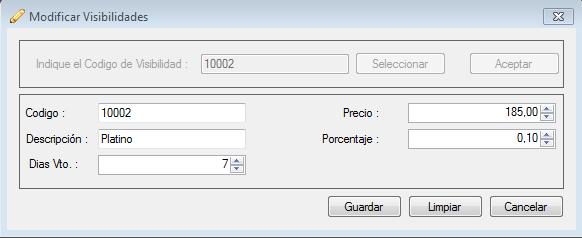 Modificar Visibilidades
Indique el Codigo de Visibilidad : 10002 Seleccionar Aceptar
Codigo : 10002 Precio : 185,00
Descripción : Platino Porcentaje : 0,10
Dias Vto. : 7
Guardar Limpiar Cancelar